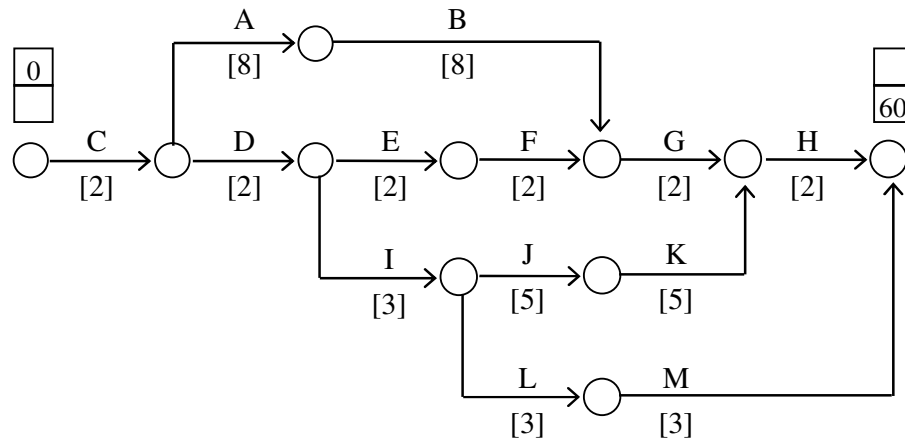 A B
0 [8] [8]
60
C D E F G H
[2] [2] [2] [2] [2] [2]
I J K
[3] [5] [5]
L M
[3] [3]